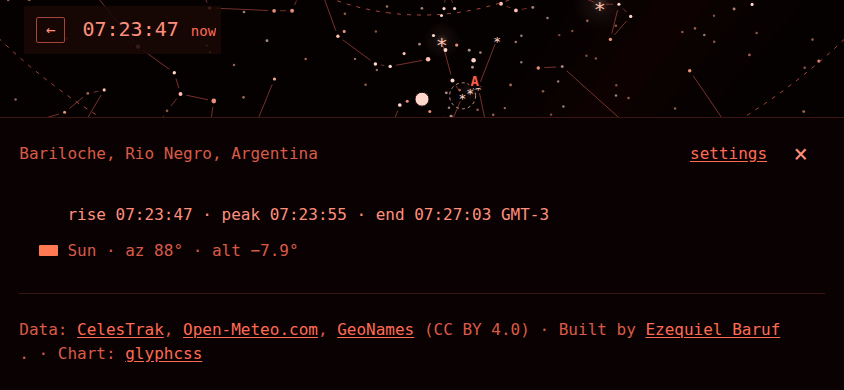 ← 07:23:47 now
A
Bariloche, Rio Negro, Argentina settings ×
rise 07:23:47 · peak 07:23:55 · end 07:27:03 GMT-3
Sun · az 88° · alt −7.9°
Data: CelesTrak, Open-Meteo.com, GeoNames (CC BY 4.0) · Built by Ezequiel Baruf
. · Chart: glyphcss